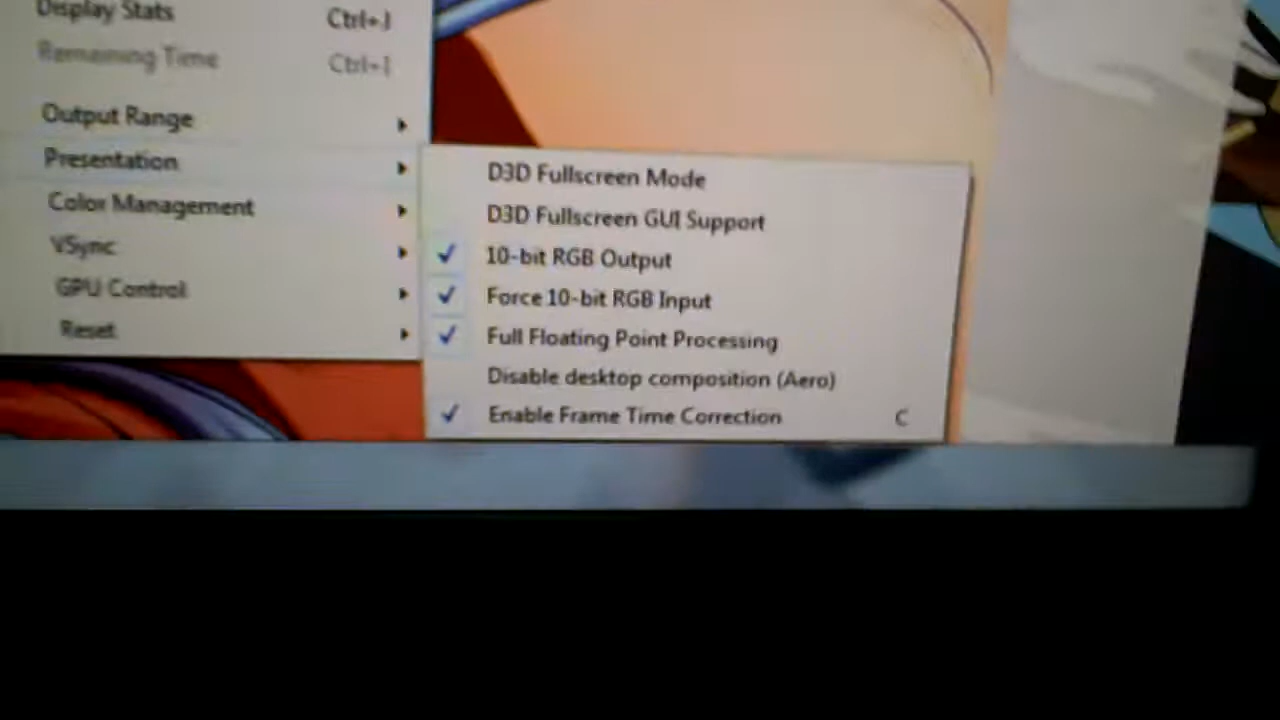 Display Stats Ctrl+J
Remaining Time Ctrl+I
Output Range
Presentation
Color Management
VSync
GPU Control
Reset
D3D Fullscreen Mode
D3D Fullscreen GUI Support
10-bit RGB Output
Force 10-bit RGB Input
Full Floating Point Processing
Disable desktop composition (Aero)
Enable Frame Time Correction C